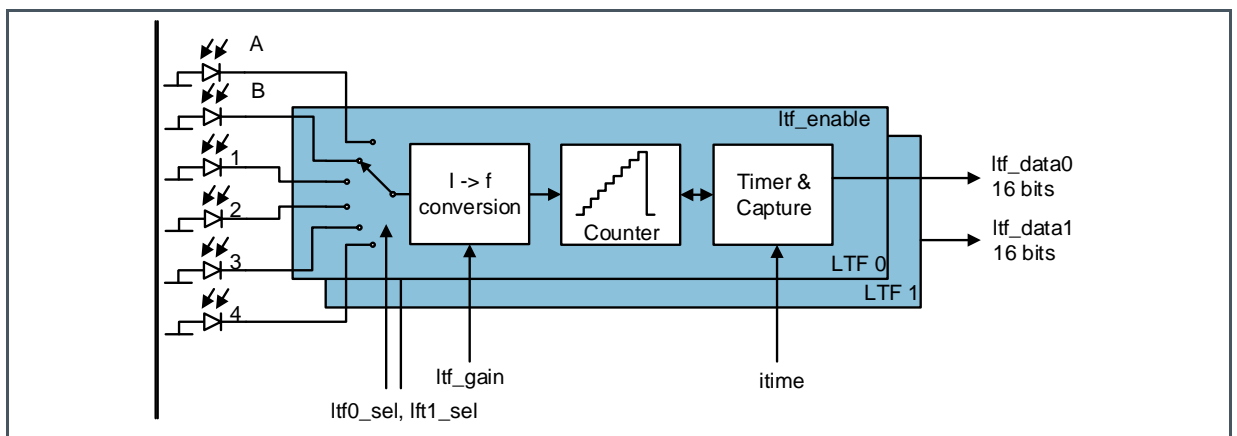 A
B
1
2
3
4
ltf_enable
I -> f
conversion
Counter
Timer &
Capture
LTF 0
LTF 1
ltf_data0
16 bits
ltf_data1
16 bits
ltf_gain
itime
ltf0_sel, lft1_sel